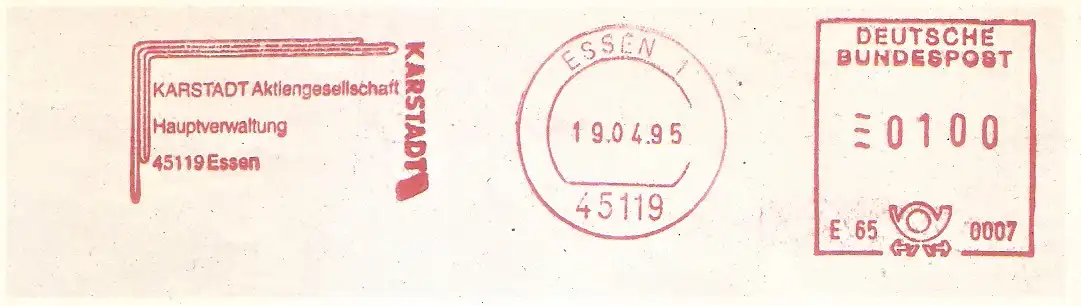 KARSTADT Aktiengesellschaft
Hauptverwaltung
45119 Essen
KARSTADT
ESSEN 1
19.04.95
45119
DEUTSCHE
BUNDESPOST
0100
E 65 0007